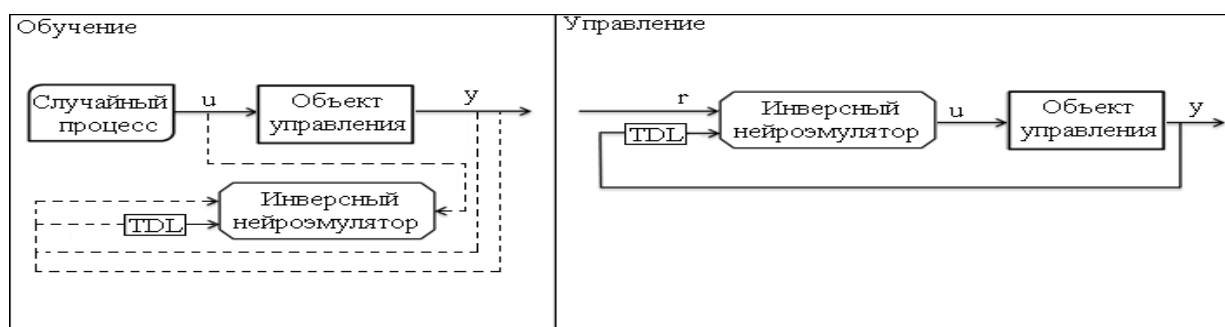 Обучение
Случайный
процесс
u
Объект
управления
y
Инверсный
нейроэмулятор
TDL
Управление
r
TDL
Инверсный
нейроэмулятор
u
Объект
управления
y